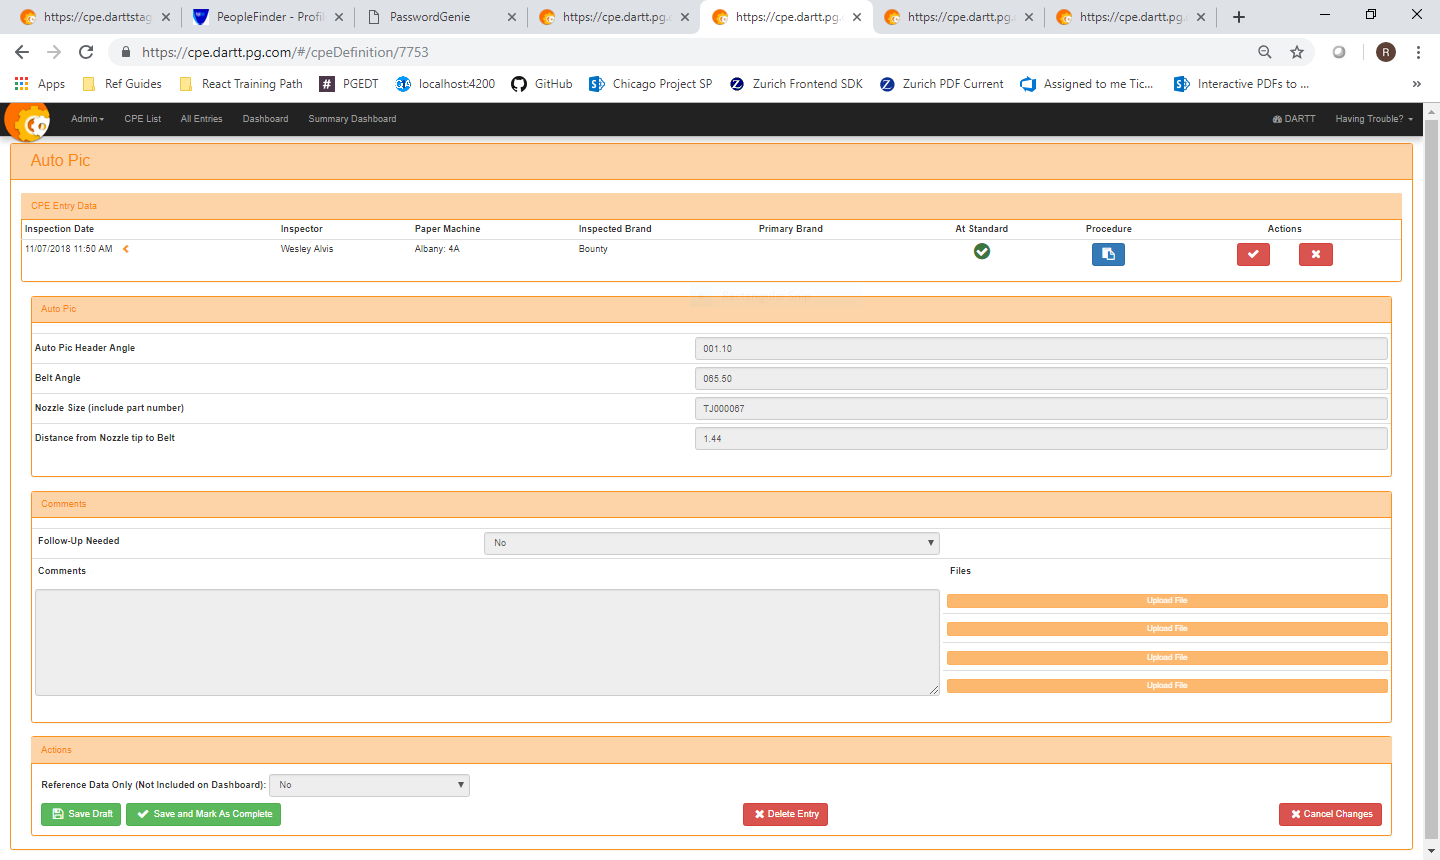 https://cpe.darttstag
PeopleFinder - Profil
PasswordGenie
https://cpe.dartt.pg.c
https://cpe.dartt.pg.
https://cpe.dartt.pg.
https://cpe.dartt.pg.
https://cpe.dartt.pg.com/#/cpeDefinition/7753
R
Apps
Ref Guides
React Training Path
# PGEDT
localhost:4200
GitHub
Chicago Project SP
Zurich Frontend SDK
Zurich PDF Current
Assigned to me Tic...
Interactive PDFs to ...
»
Admin
CPE List
All Entries
Dashboard
Summary Dashboard
DARTT
Having Trouble?
Auto Pic
CPE Entry Data
Inspection Date Inspector Paper Machine Inspected Brand Primary Brand At Standard Procedure Actions
11/07/2018 11:50 AM Wesley Alvis Albany: 4A Bounty
Auto Pic
Auto Pic Header Angle 001.10
Belt Angle 065.50
Nozzle Size (include part number) TJ000067
Distance from Nozzle tip to Belt 1.44
Comments
Follow-Up Needed No
Comments Files
Upload File
Upload File
Upload File
Upload File
Actions
Reference Data Only (Not Included on Dashboard): No
Save Draft Save and Mark As Complete Delete Entry Cancel Changes